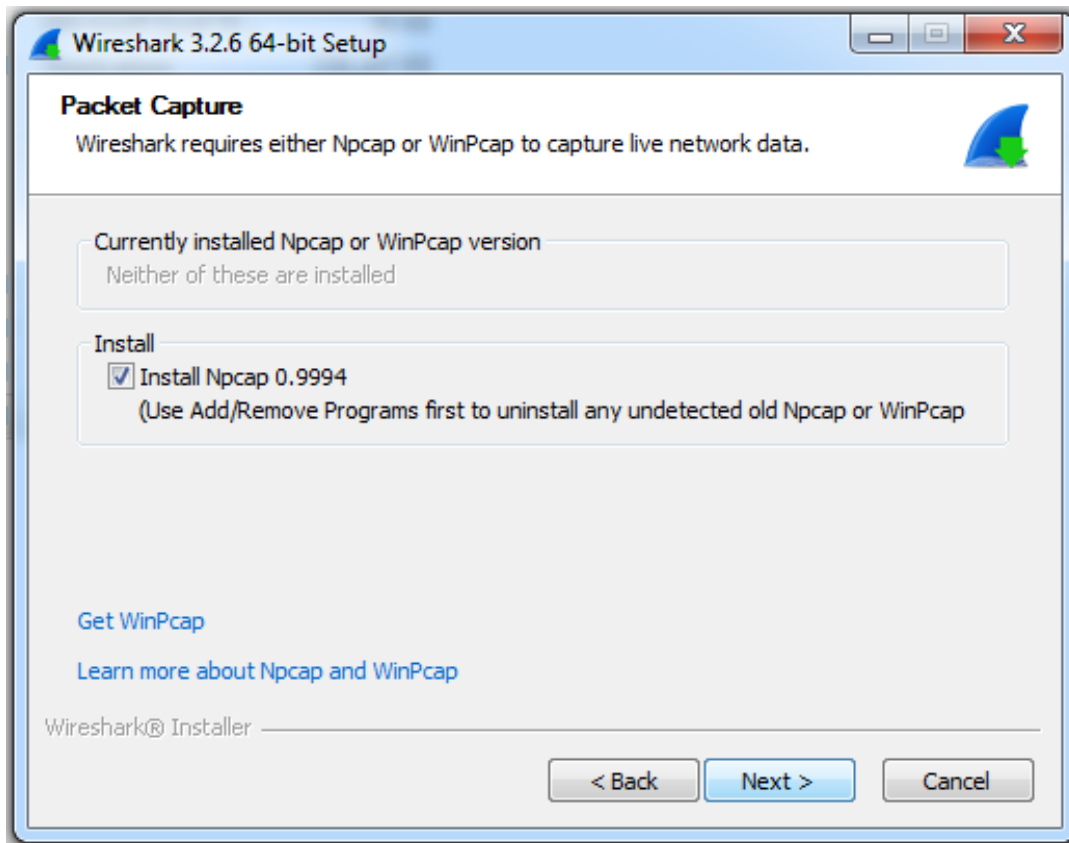 Wireshark 3.2.6 64-bit Setup
Packet Capture
Wireshark requires either Npcap or WinPcap to capture live network data.
Currently installed Npcap or WinPcap version
Neither of these are installed
Install
Install Npcap 0.9994
(Use Add/Remove Programs first to uninstall any undetected old Npcap or WinPcap
Get WinPcap
Learn more about Npcap and WinPcap
Wireshark® Installer
< Back Next > Cancel